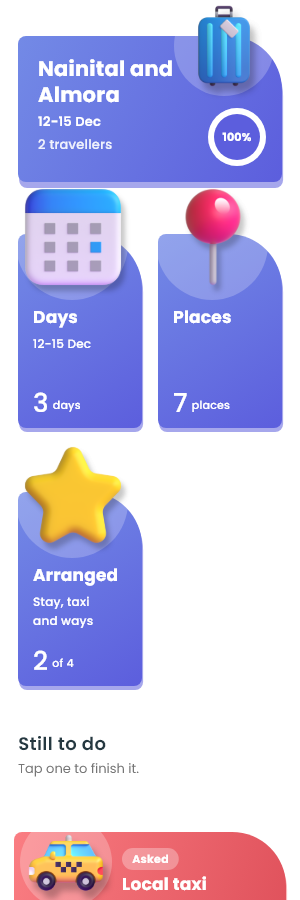 Nainital and
Almora
12-15 Dec
2 travellers
100%
Days
12-15 Dec
3 days
Places
7 places
Arranged
Stay, taxi
and ways
2 of 4
Still to do
Tap one to finish it.
Asked
Local taxi